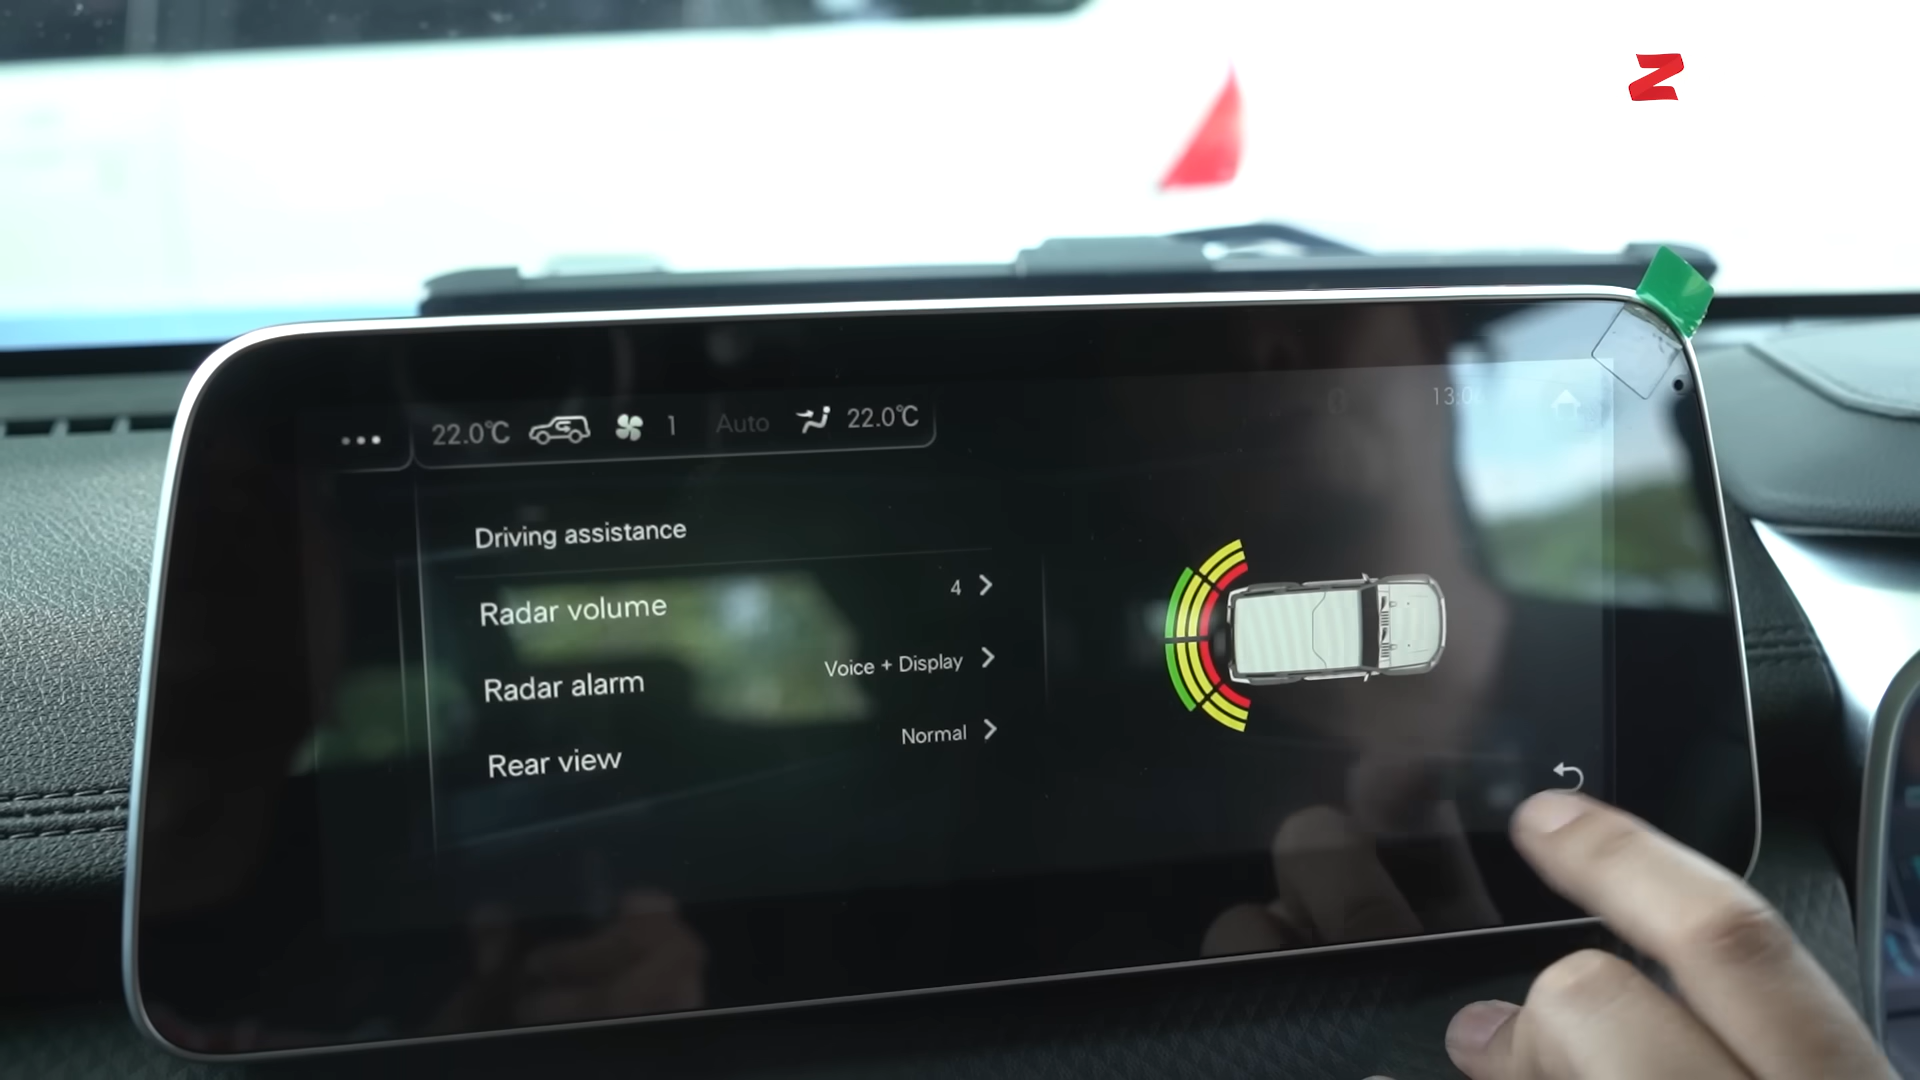 Z
22.0℃ 1 Auto 22.0℃
Driving assistance
Radar volume 4
Radar alarm Voice + Display
Rear view Normal